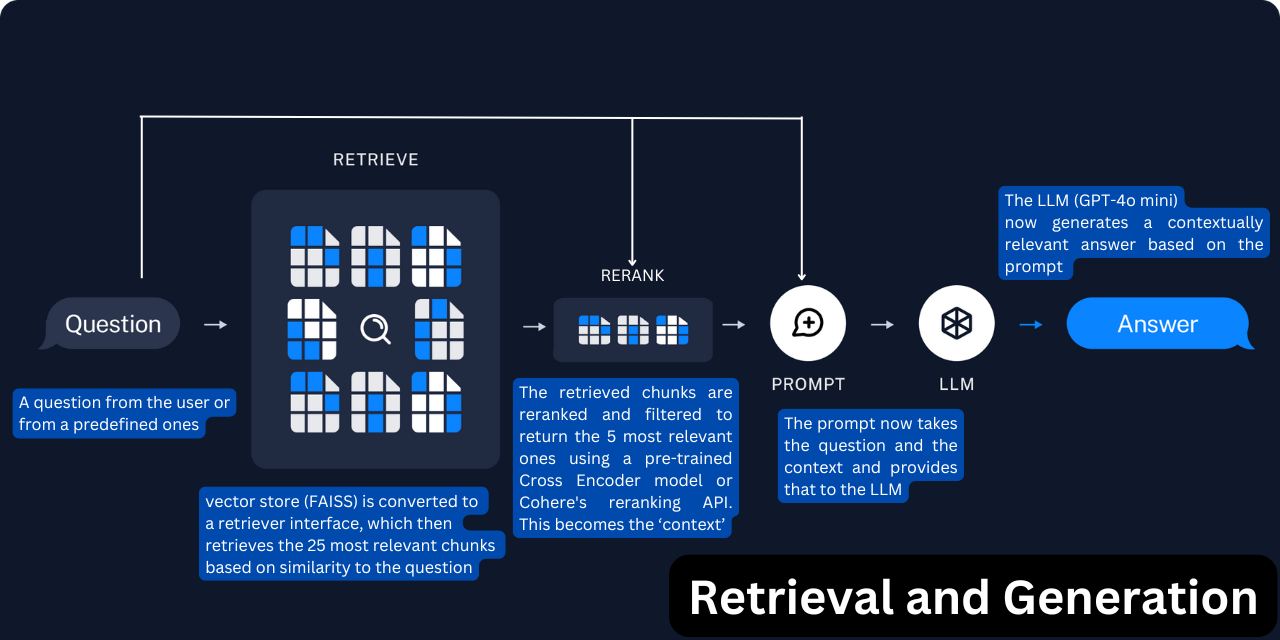 RETRIEVE
Question
A question from the user or
from a predefined ones
vector store (FAISS) is converted to
a retriever interface, which then
retrieves the 25 most relevant chunks
based on similarity to the question
RERANK
The retrieved chunks are
reranked and filtered to
return the 5 most relevant
ones using a pre-trained
Cross Encoder model or
Cohere's reranking API.
This becomes the ‘context’
PROMPT
The prompt now takes
the question and the
context and provides
that to the LLM
LLM
The LLM (GPT-4o mini)
now generates a contextually
relevant answer based on the
prompt
Answer
Retrieval and Generation